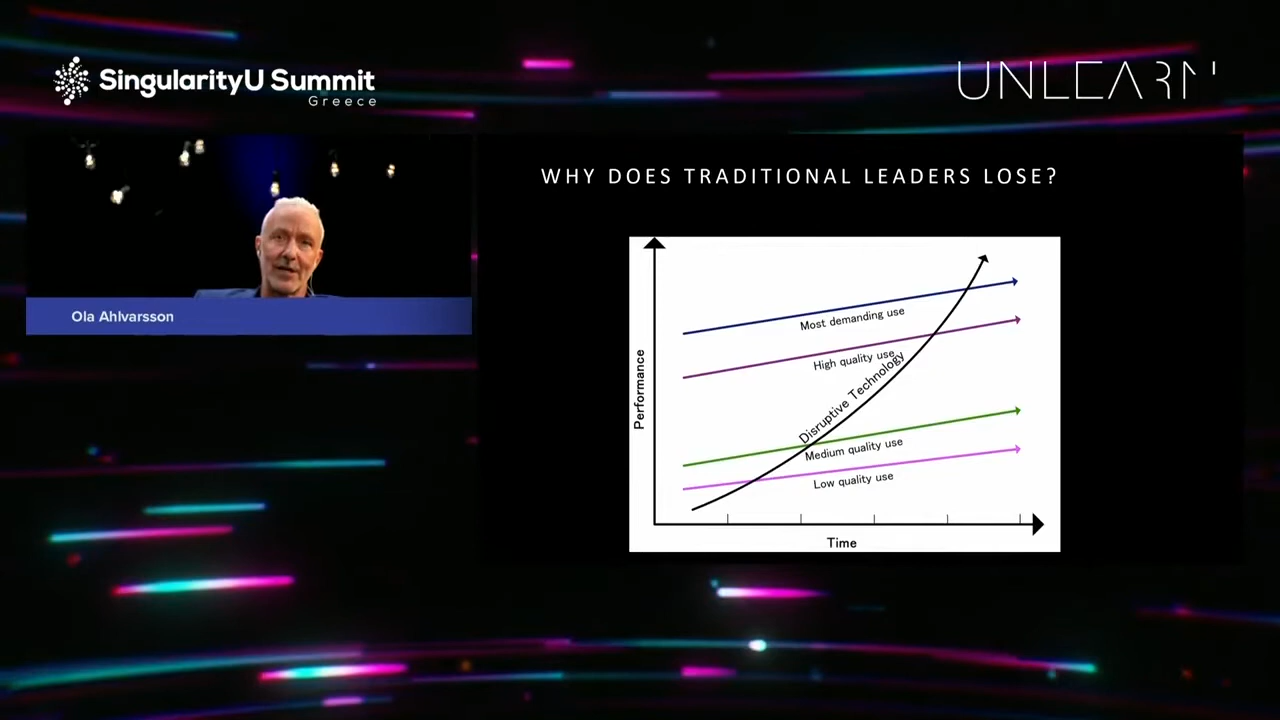 SingularityU Summit
Greece
UNLEARN
Ola Ahlvarsson
WHY DOES TRADITIONAL LEADERS LOSE?
Performance
Most demanding use
High quality use
Disruptive Technology
Medium quality use
Low quality use
Time